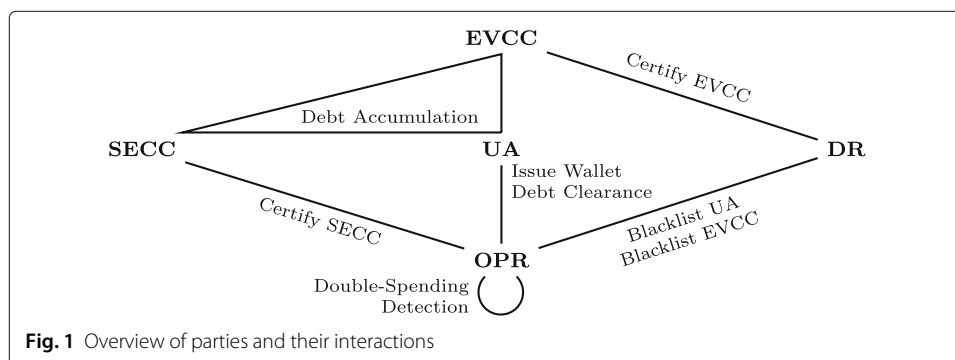 EVCC
Certify EVCC
Debt Accumulation
SECC
UA
DR
Issue Wallet
Debt Clearance
Certify SECC
Blacklist UA
Blacklist EVCC
OPR
Double-Spending
Detection
Fig. 1 Overview of parties and their interactions